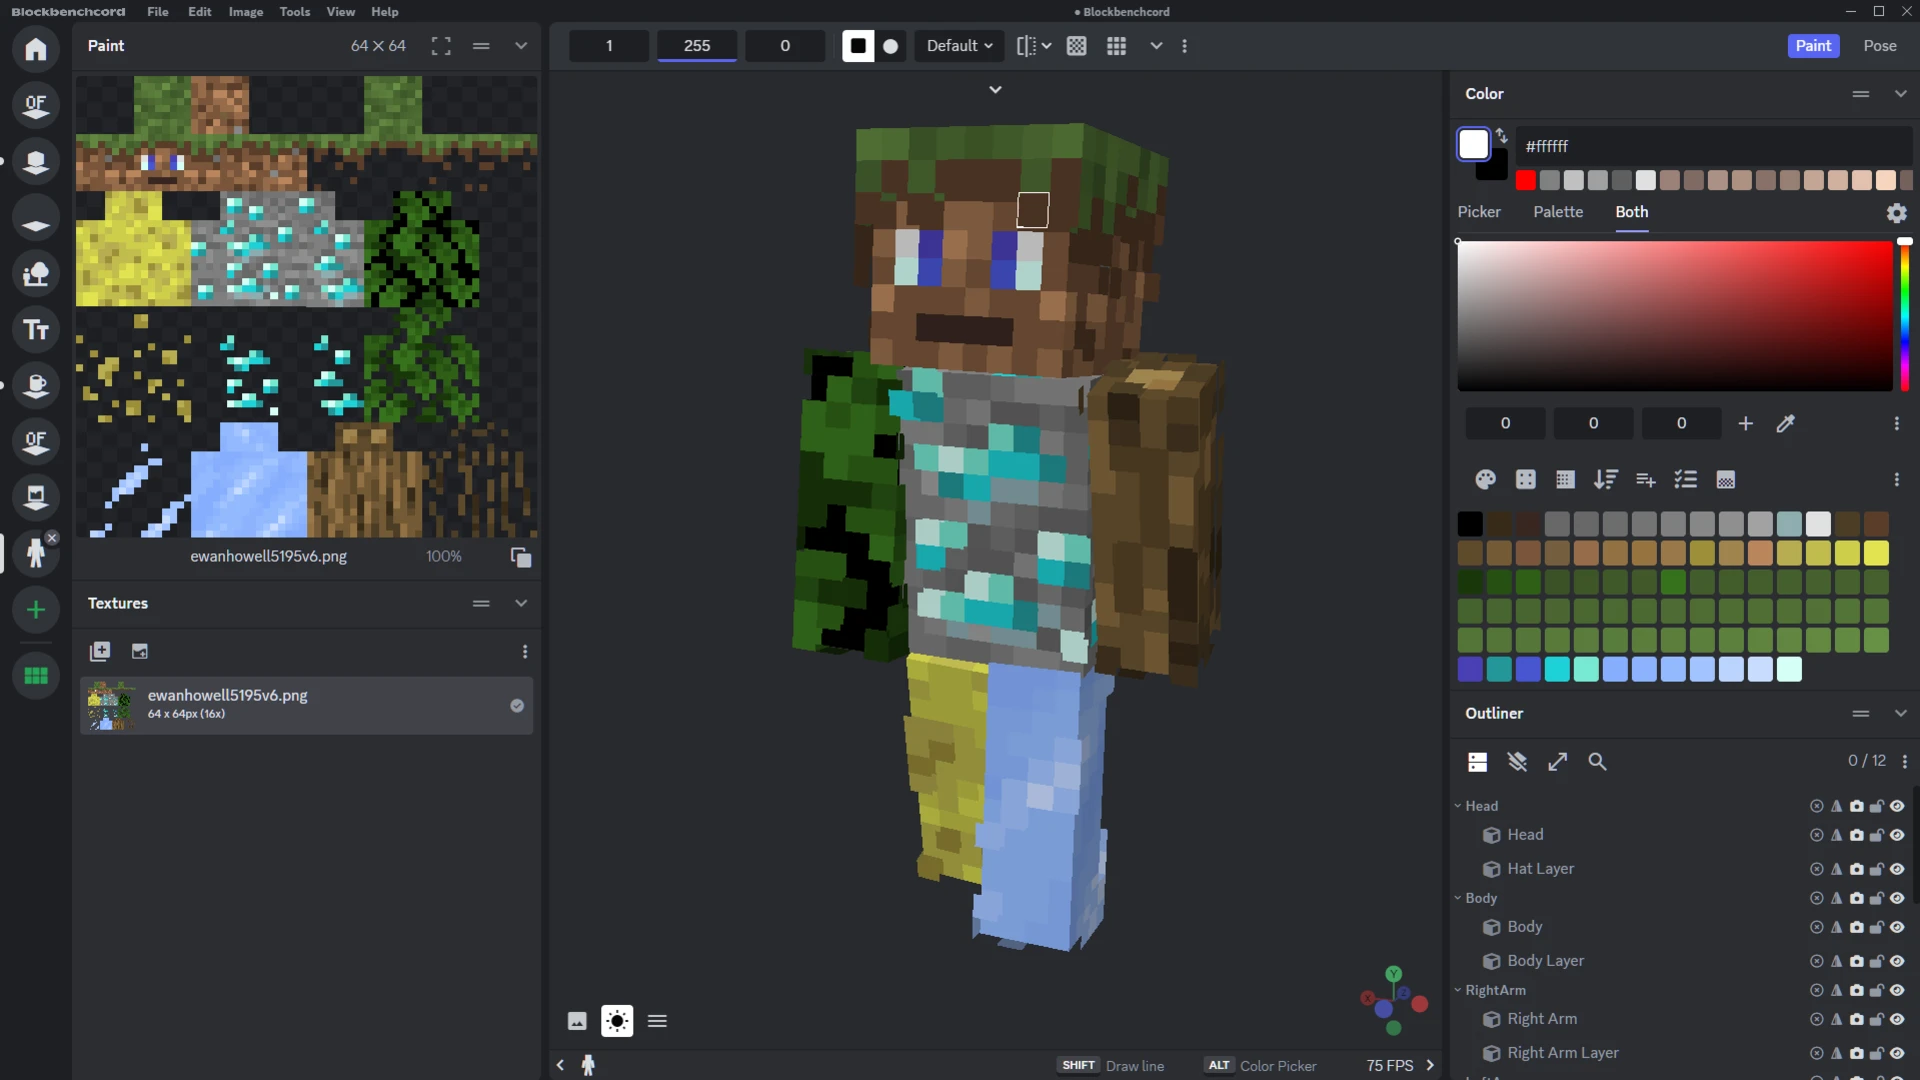 Blockbenchcord File Edit Image Tools View Help
• Blockbenchcord
Paint 64 × 64
1 255 0 Default
Paint Pose
0F
Tt
0F
ewanhowell5195v6.png 100%
Textures
ewanhowell5195v6.png
64 x 64px (16x)
Color
#ffffff
Picker Palette Both
0 0 0
Outliner
0 / 12
Head
Head
Hat Layer
Body
Body
Body Layer
RightArm
Right Arm
Right Arm Layer
Y
X
Z
SHIFT Draw line ALT Color Picker 75 FPS